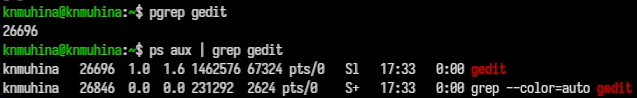 knmuhina@knmuhina:~$ pgrep gedit
26696
knmuhina@knmuhina:~$ ps aux | grep gedit
knmuhina 26696 1.0 1.6 1462576 67324 pts/0 Sl 17:33 0:00 gedit
knmuhina 26846 0.0 0.0 231292 2624 pts/0 S+ 17:33 0:00 grep --color=auto gedit